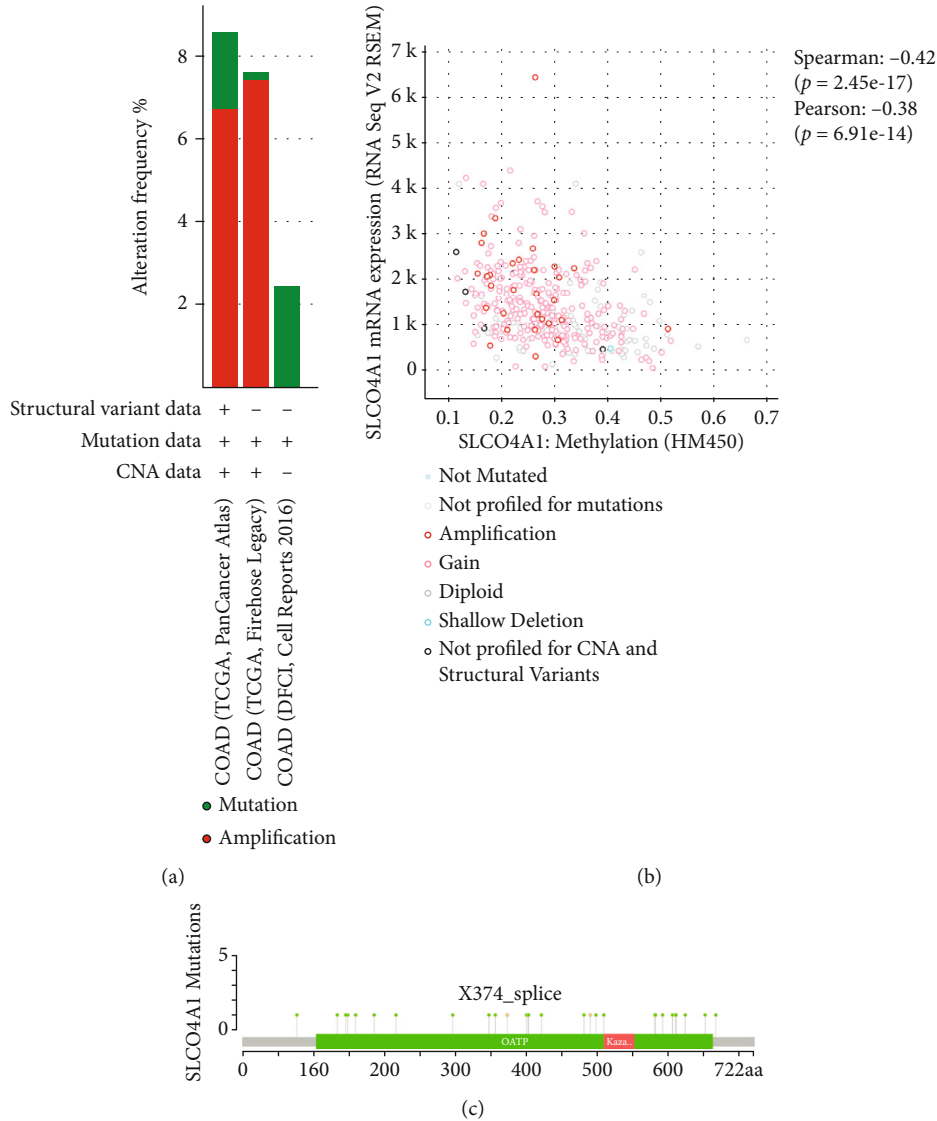 Alteration frequency %
8
6
4
2
Structural variant data + – –
Mutation data + + +
CNA data + + –
COAD (TCGA, PanCancer Atlas)
COAD (TCGA, Firehose Legacy)
COAD (DFCI, Cell Reports 2016)
Mutation
Amplification
(a)
SLCO4A1 mRNA expression (RNA Seq V2 RSEM)
7 k
6 k
5 k
4 k
3 k
2 k
1 k
0
0.1 0.2 0.3 0.4 0.5 0.6 0.7
SLCO4A1: Methylation (HM450)
Spearman: –0.42
(p = 2.45e-17)
Pearson: –0.38
(p = 6.91e-14)
Not Mutated
Not profiled for mutations
Amplification
Gain
Diploid
Shallow Deletion
Not profiled for CNA and
Structural Variants
(b)
SLCO4A1 Mutations
5
0
X374_splice
OATP
Kaza..
0 160 200 200 400 500 600 722aa
(c)